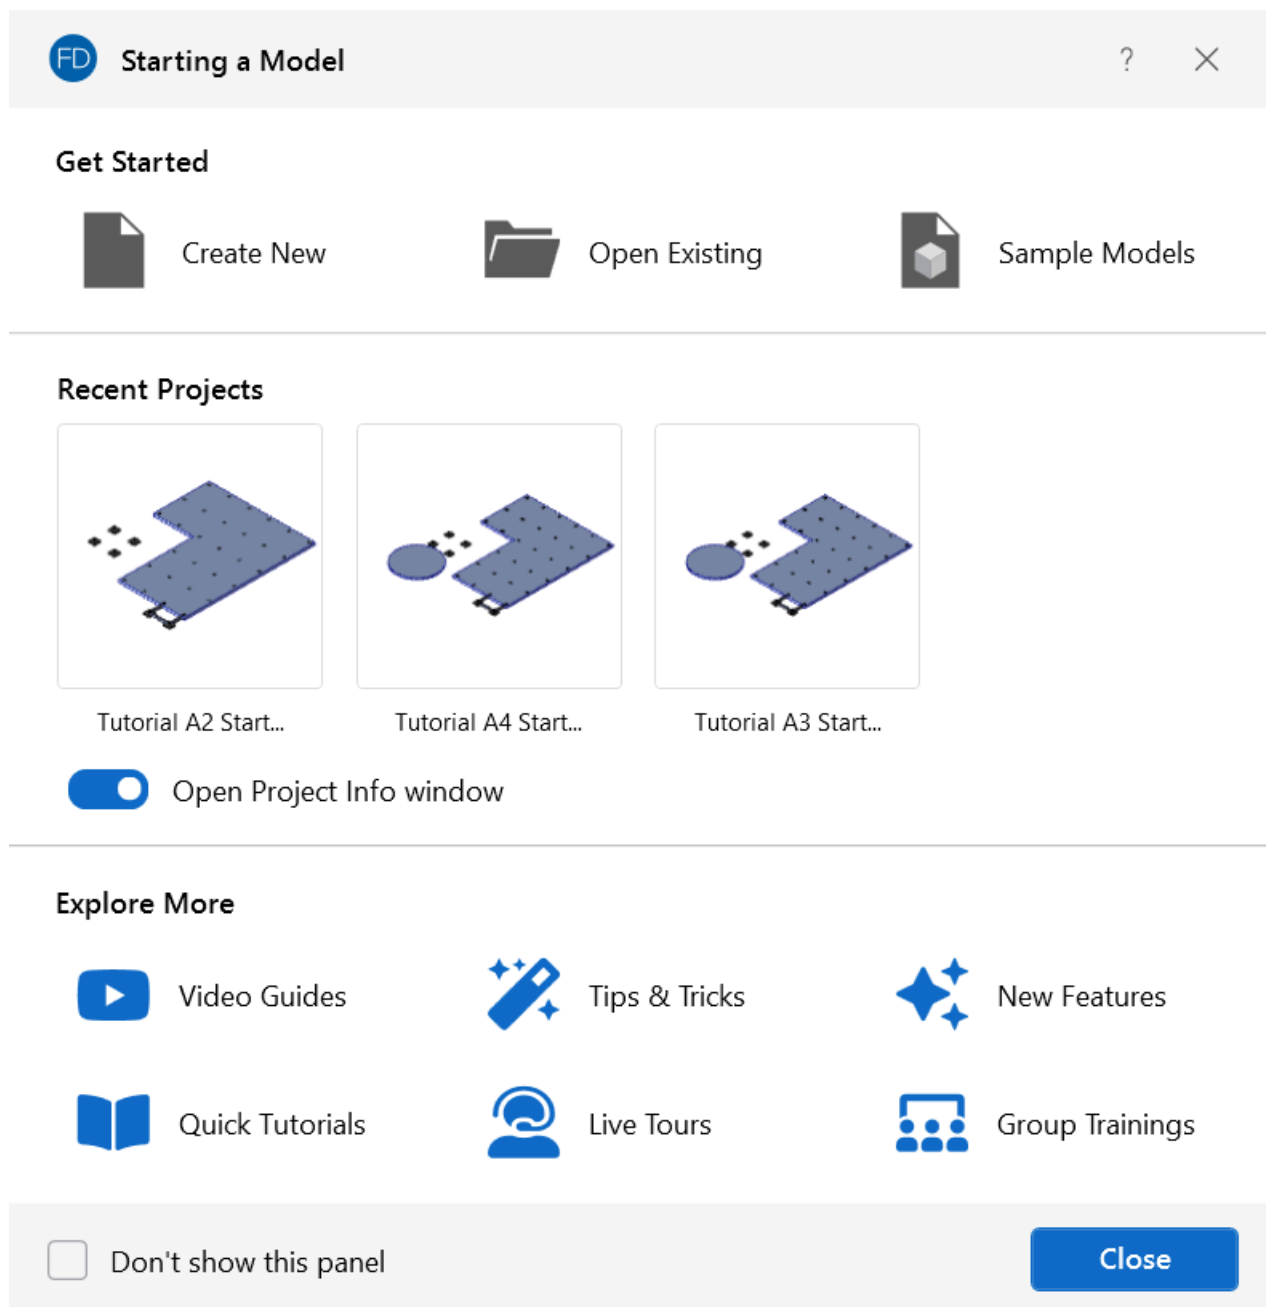 FD Starting a Model ?
Get Started
Create New Open Existing Sample Models
Recent Projects
Tutorial A2 Start... Tutorial A4 Start... Tutorial A3 Start...
Open Project Info window
Explore More
Video Guides Tips & Tricks New Features
Quick Tutorials Live Tours Group Trainings
Don't show this panel Close